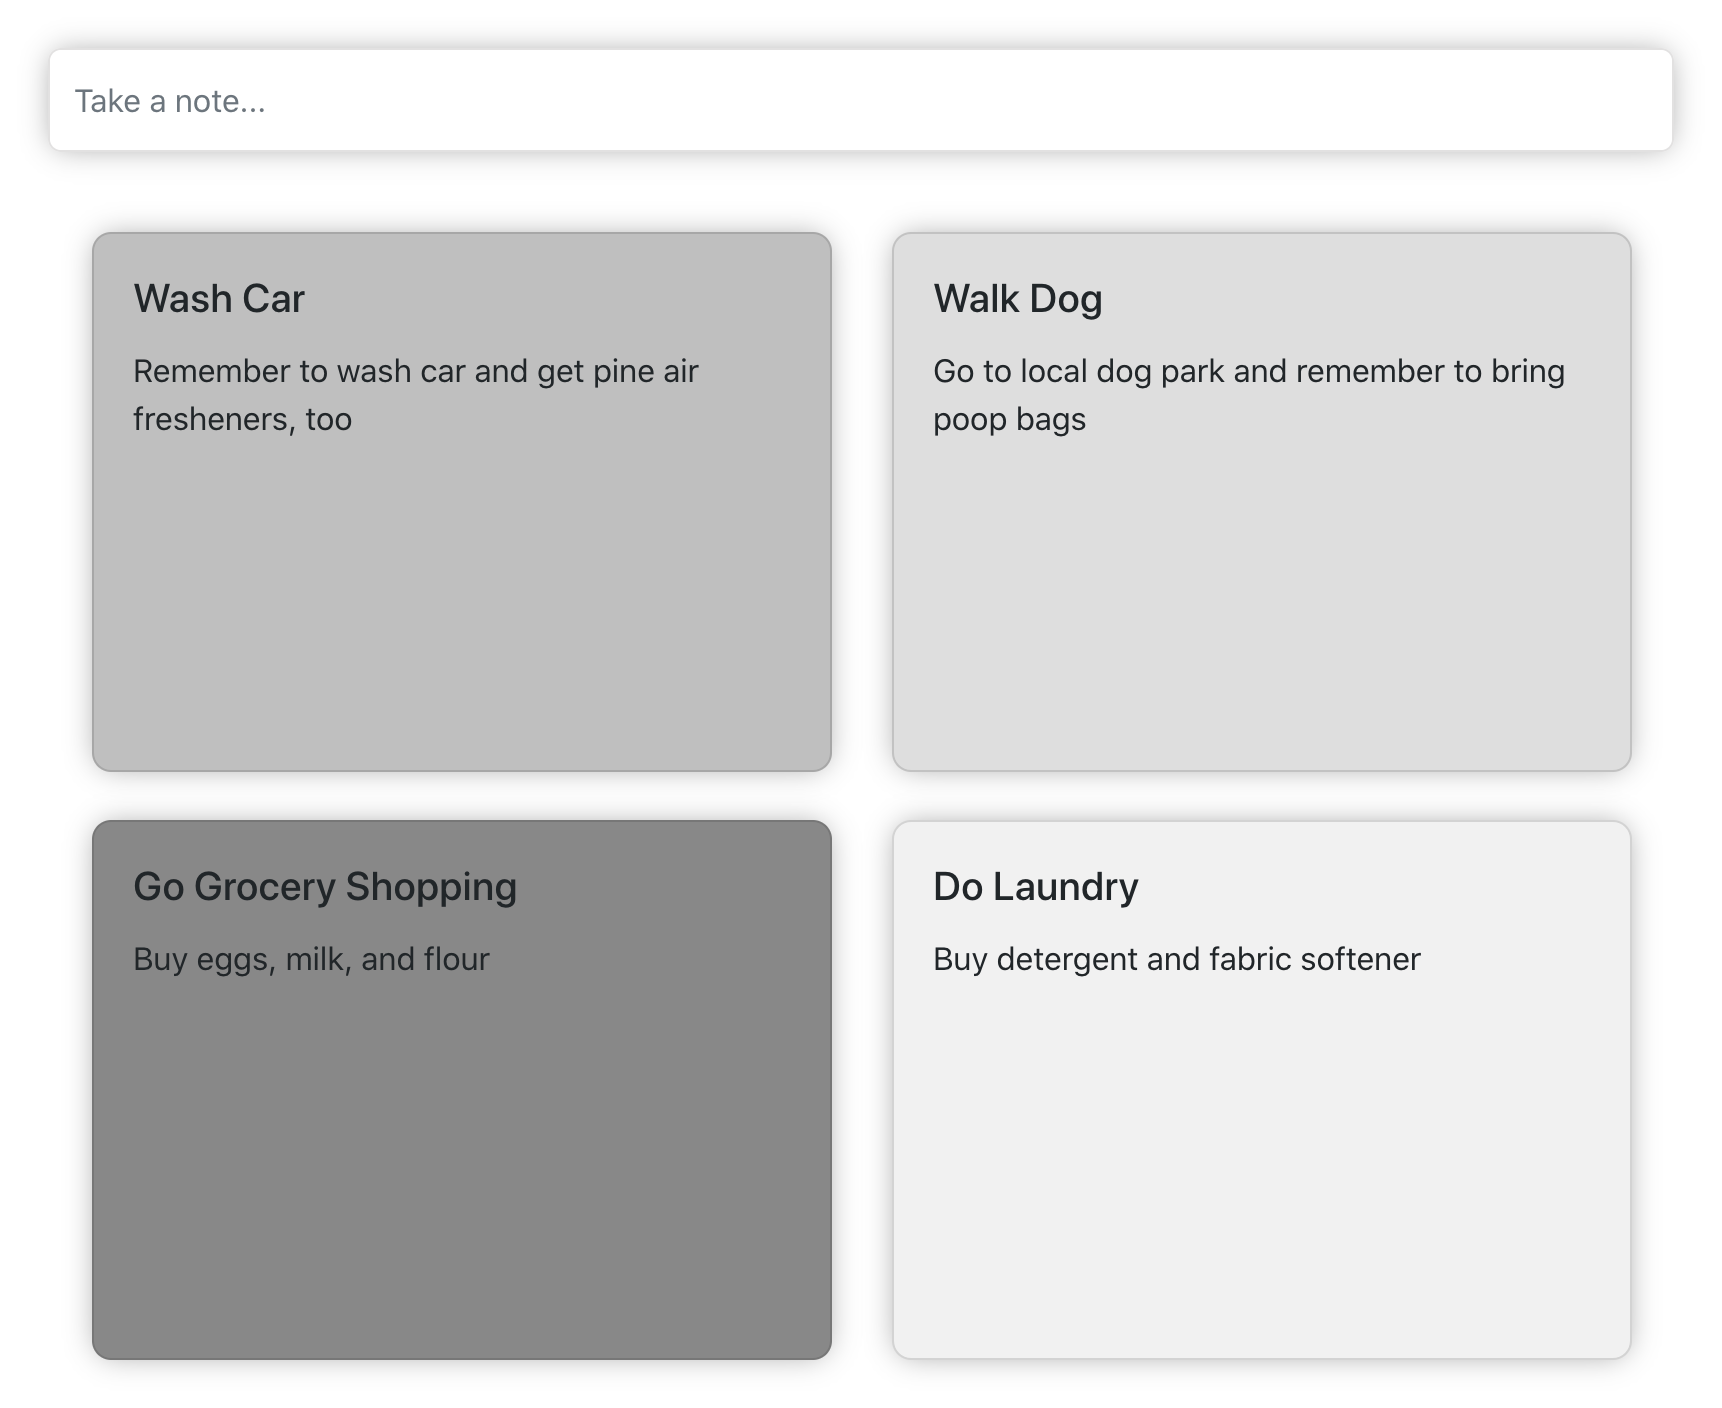 Take a note...
Wash Car
Remember to wash car and get pine air
fresheners, too
Walk Dog
Go to local dog park and remember to bring
poop bags
Go Grocery Shopping
Buy eggs, milk, and flour
Do Laundry
Buy detergent and fabric softener